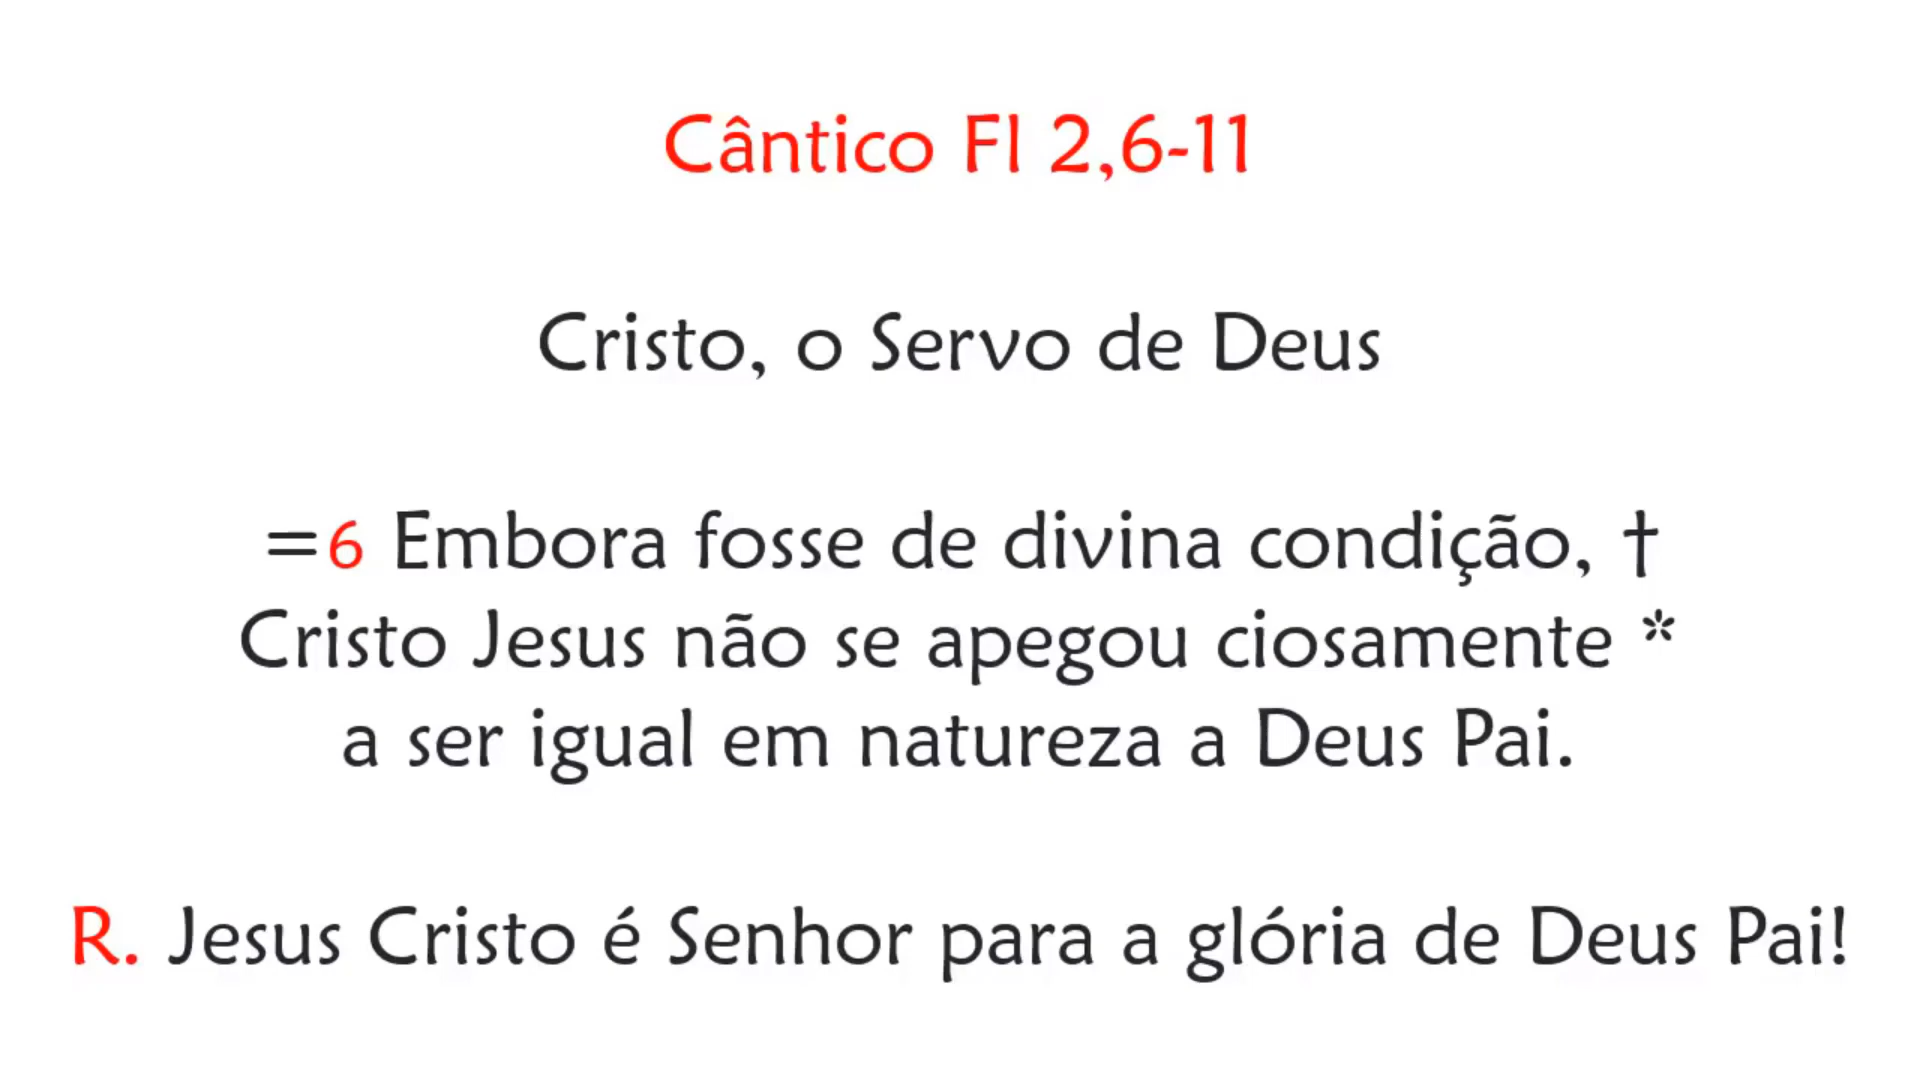 Cântico Fl 2,6-11
Cristo, o Servo de Deus
=6 Embora fosse de divina condição, †
Cristo Jesus não se apegou ciosamente *
a ser igual em natureza a Deus Pai.
R. Jesus Cristo é Senhor para a glória de Deus Pai!